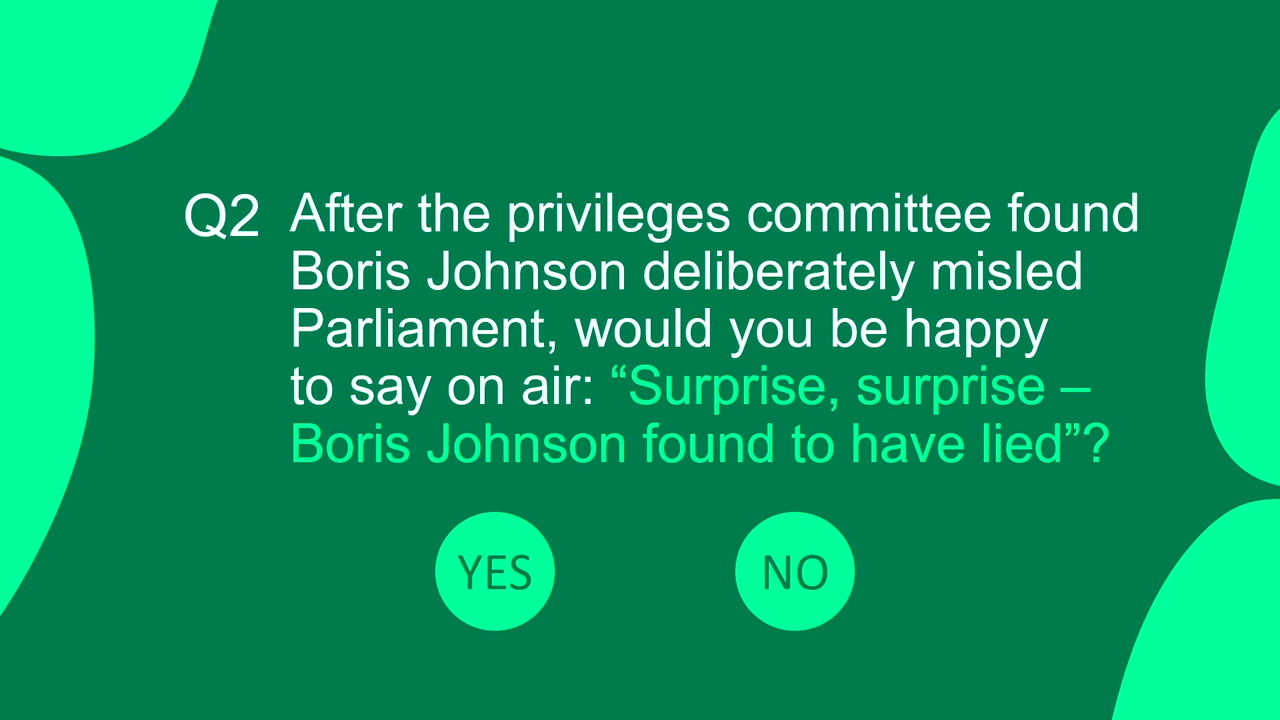 Q2 After the privileges committee found
Boris Johnson deliberately misled
Parliament, would you be happy
to say on air: “Surprise, surprise –
Boris Johnson found to have lied”?
YES NO